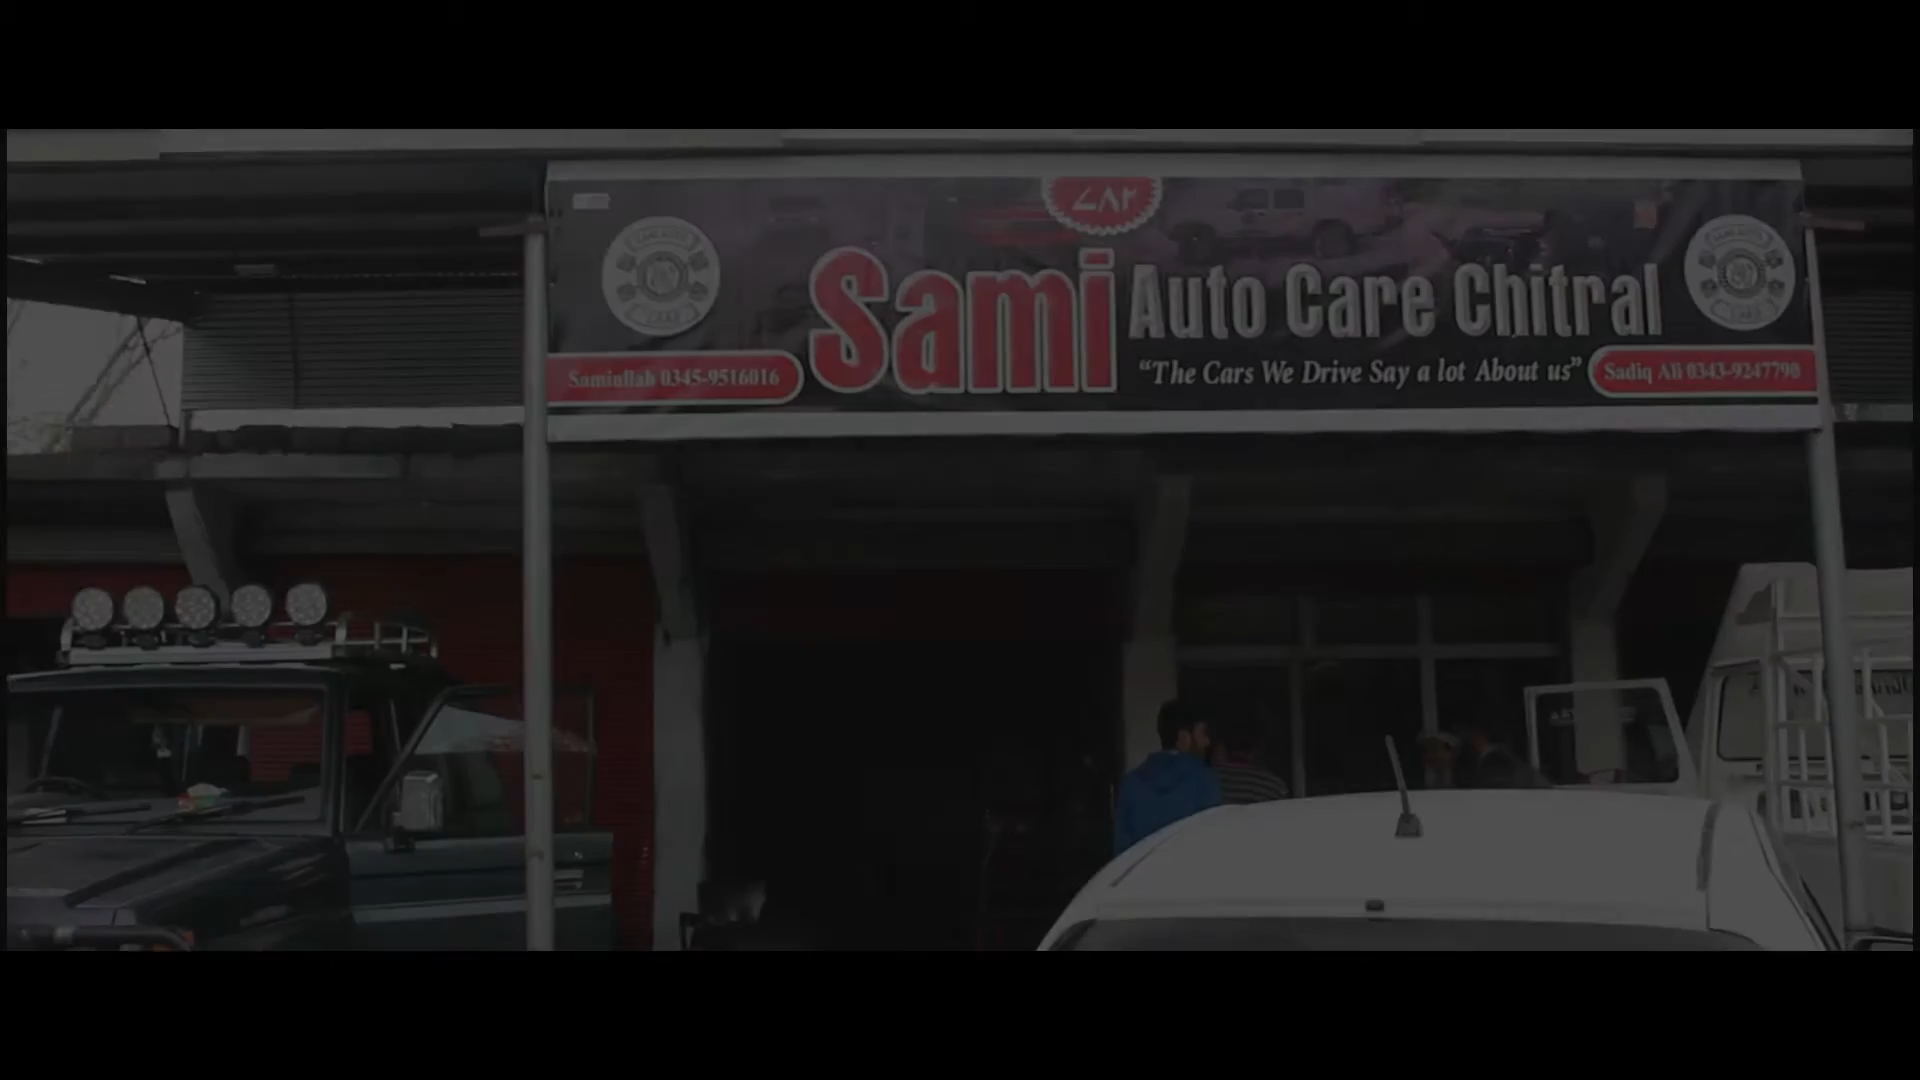 ۷۸۶
Sami Auto Care Chitral
"The Cars We Drive Say a lot About us"
Samiullah 0345-9516016
Sadiq Ali 0343-9247790